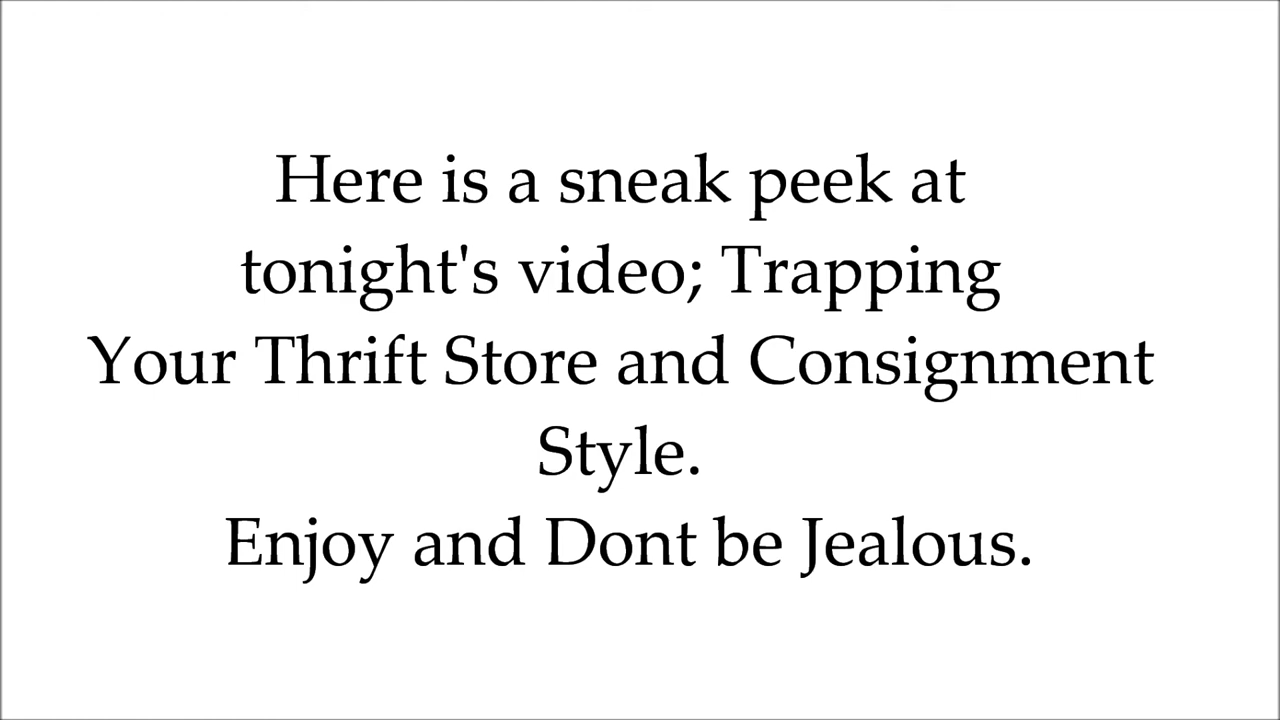 Here is a sneak peek at
tonight's video; Trapping
Your Thrift Store and Consignment
Style.
Enjoy and Dont be Jealous.